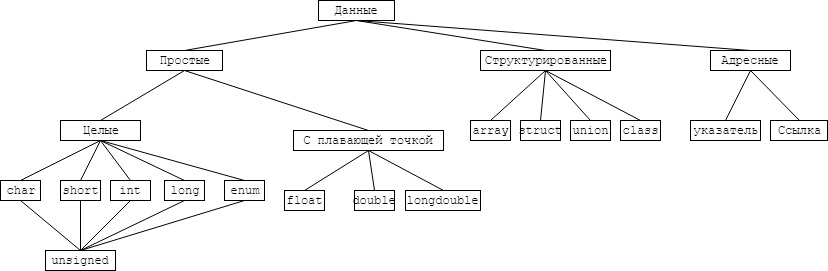 Данные
Простые
Структурированные
Адресные
Целые
С плавающей точкой
array
struct
union
class
указатель
Ссылка
char
short
int
long
enum
float
double
longdouble
unsigned